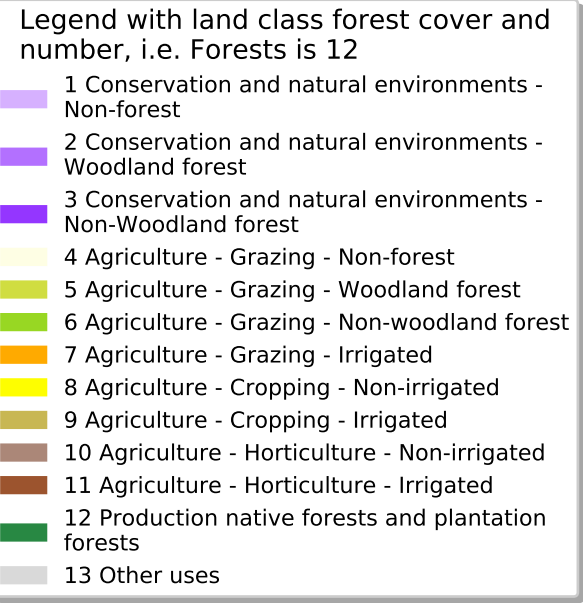 Legend with land class forest cover and
number, i.e. Forests is 12
1 Conservation and natural environments -
Non-forest
2 Conservation and natural environments -
Woodland forest
3 Conservation and natural environments -
Non-Woodland forest
4 Agriculture - Grazing - Non-forest
5 Agriculture - Grazing - Woodland forest
6 Agriculture - Grazing - Non-woodland forest
7 Agriculture - Grazing - Irrigated
8 Agriculture - Cropping - Non-irrigated
9 Agriculture - Cropping - Irrigated
10 Agriculture - Horticulture - Non-irrigated
11 Agriculture - Horticulture - Irrigated
12 Production native forests and plantation
forests
13 Other uses